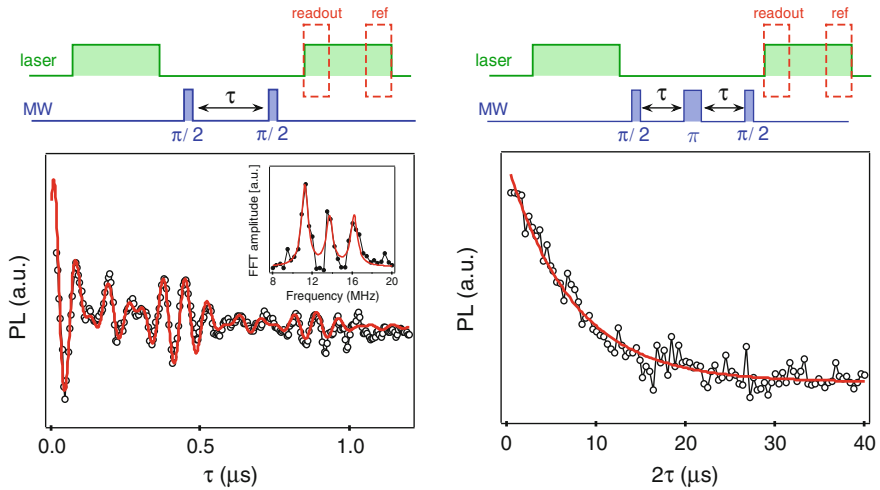 readout ref
laser
τ
MW
π/ 2 π/ 2
PL (a.u.)
FFT amplitude [a.u.]
8 12 16 20
Frequency (MHz)
0.0 0.5 1.0
τ (μs)
readout ref
laser
τ τ
MW
π/ 2 π π/ 2
PL (a.u.)
0 10 20 30 40
2τ (μs)